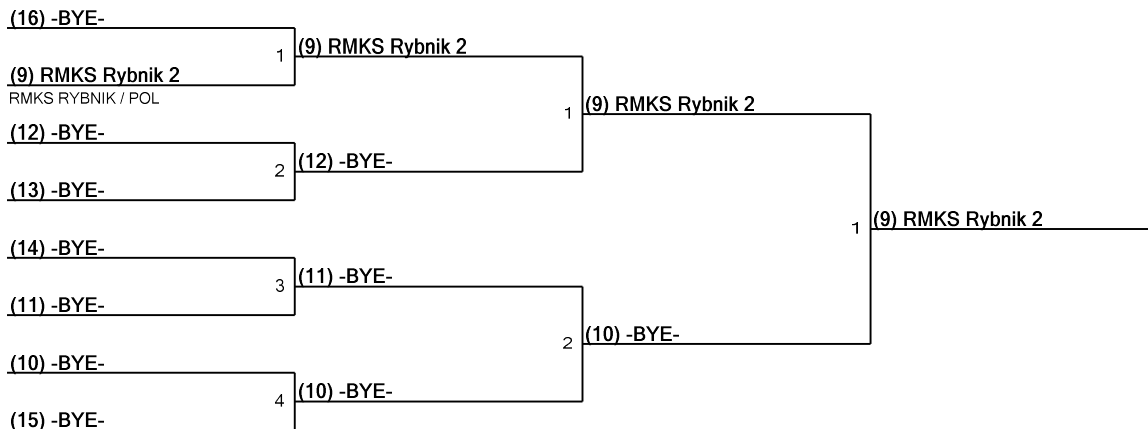 (16) -BYE-
1
(9) RMKS Rybnik 2
(9) RMKS Rybnik 2
RMKS RYBNIK / POL
1
(9) RMKS Rybnik 2
(12) -BYE-
2
(12) -BYE-
(13) -BYE-
1
(9) RMKS Rybnik 2
(14) -BYE-
3
(11) -BYE-
(11) -BYE-
2
(10) -BYE-
(10) -BYE-
4
(10) -BYE-
(15) -BYE-